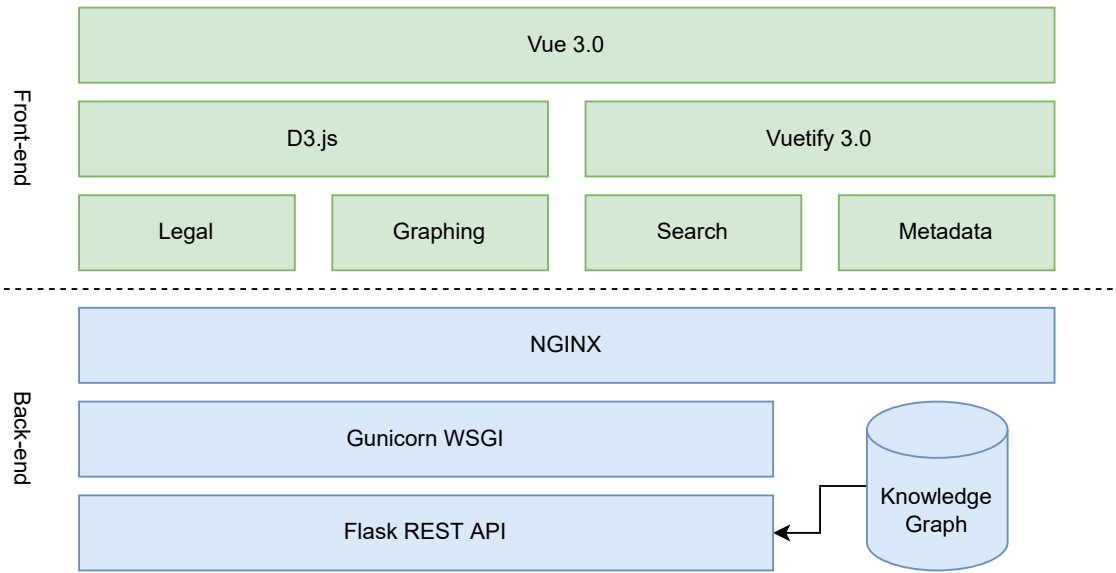 Front-end
Vue 3.0
D3.js
Vuetify 3.0
Legal
Graphing
Search
Metadata
Back-end
NGINX
Gunicorn WSGI
Flask REST API
Knowledge
Graph